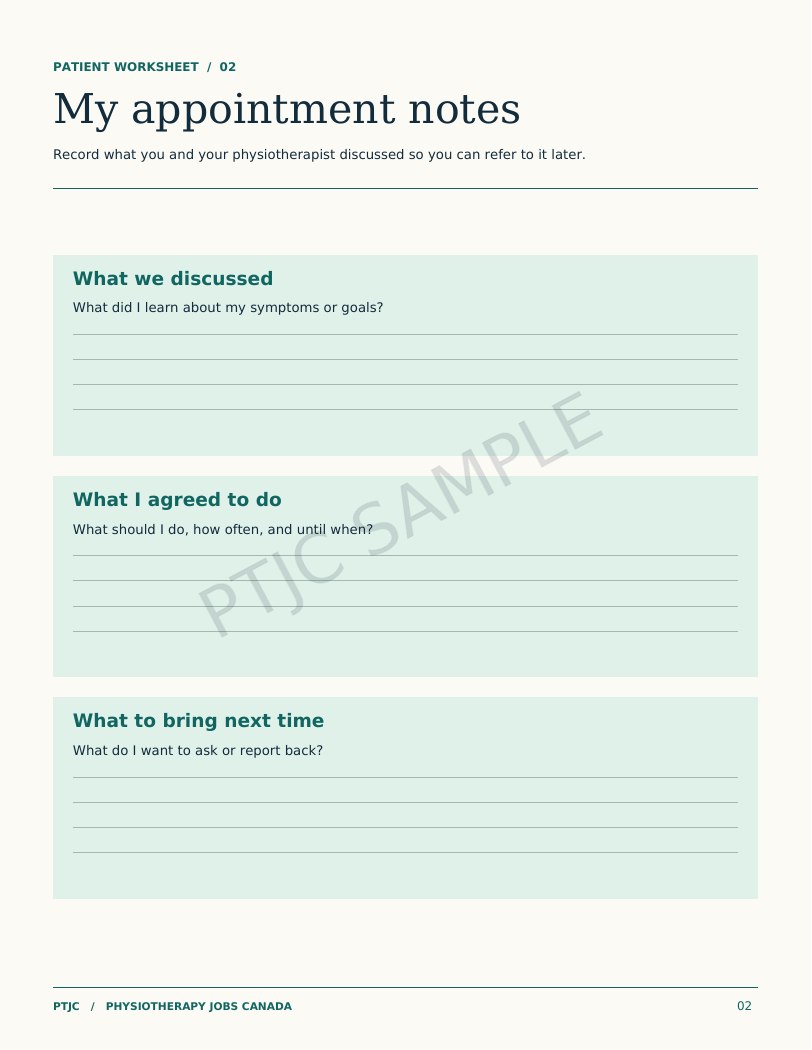 PATIENT WORKSHEET / 02
My appointment notes
Record what you and your physiotherapist discussed so you can refer to it later.
What we discussed
What did I learn about my symptoms or goals?
What I agreed to do
What should I do, how often, and until when?
PTJC SAMPLE
What to bring next time
What do I want to ask or report back?
PTJC / PHYSIOTHERAPY JOBS CANADA
02